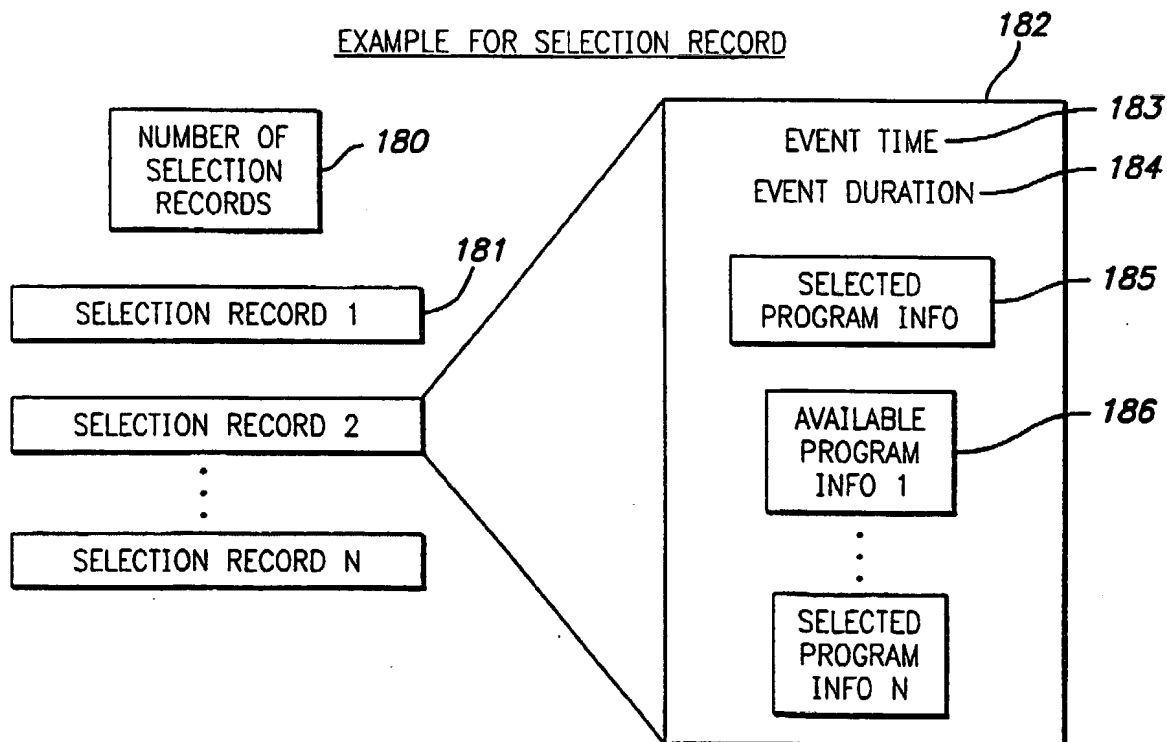 EXAMPLE FOR SELECTION RECORD
NUMBER OF
SELECTION
RECORDS
180
SELECTION RECORD 1
181
SELECTION RECORD 2
SELECTION RECORD N
182
EVENT TIME
183
EVENT DURATION
184
SELECTED
PROGRAM INFO
185
AVAILABLE
PROGRAM
INFO 1
186
SELECTED
PROGRAM
INFO N